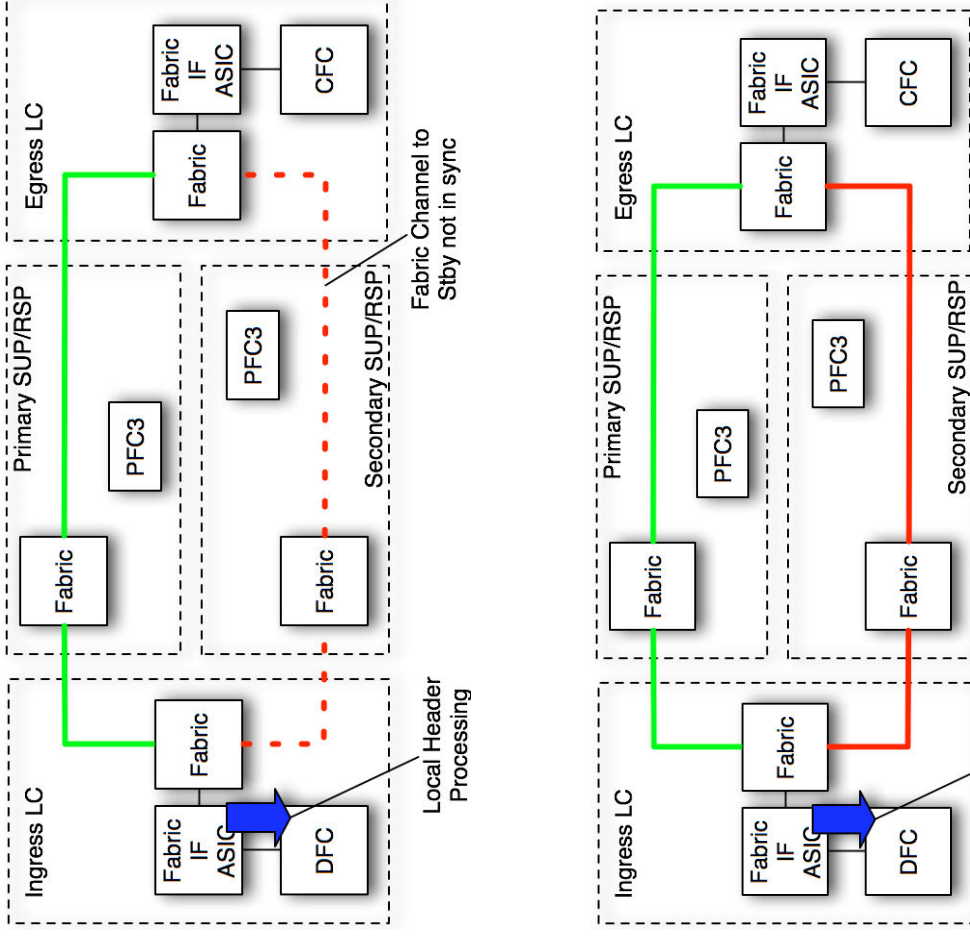 Ingress LC
Primary SUP/RSP
Egress LC
Fabric
PFC3
Fabric
IF
ASIC
Fabric
Fabric
Fabric
IF
ASIC
PFC3
DFC
Fabric
CFC
Secondary SUP/RSP
Local Header
Processing
Fabric Channel to
Stby not in sync
Ingress LC
Primary SUP/RSP
Egress LC
Fabric
PFC3
Fabric
IF
ASIC
Fabric
Fabric
Fabric
IF
ASIC
PFC3
DFC
Fabric
CFC
Secondary SUP/RSP